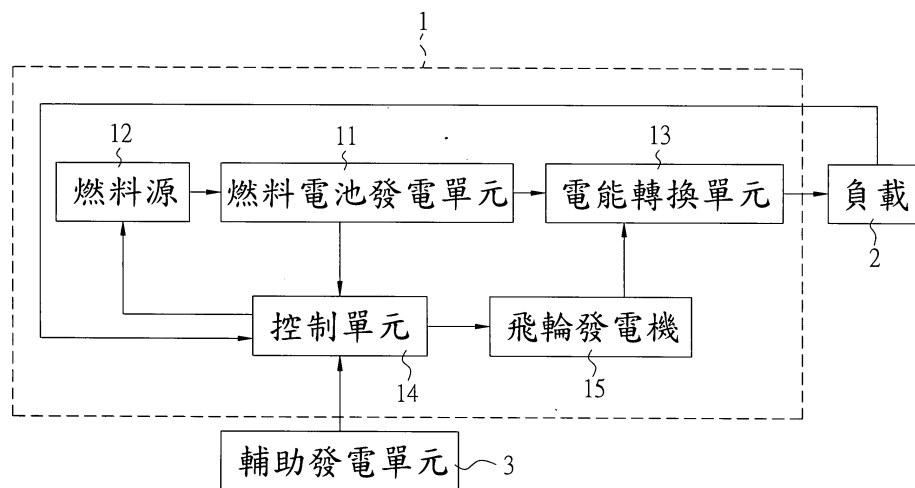 1
12
11
13
燃料源
燃料電池發電單元
電能轉換單元
負載
2
控制單元
飛輪發電機
14
15
輔助發電單元
3